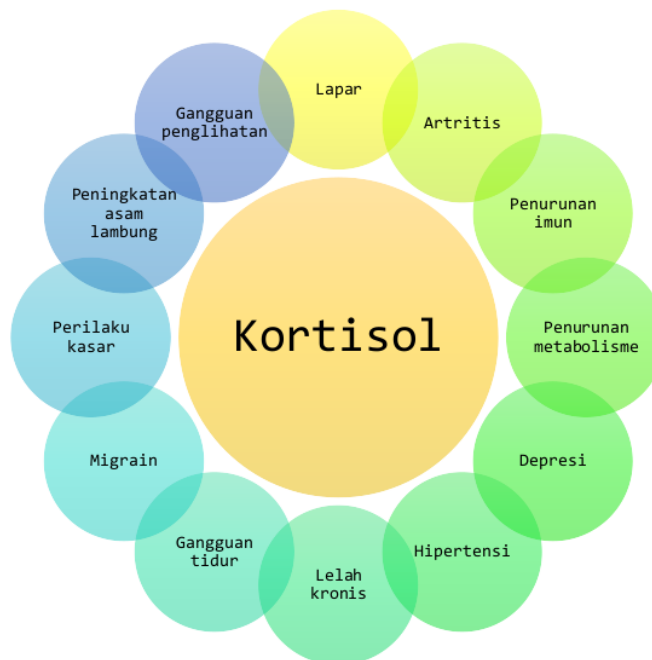 Kortisol
Lapar
Artritis
Penurunan
imun
Penurunan
metabolisme
Depresi
Hipertensi
Lelah
kronis
Gangguan
tidur
Migrain
Perilaku
kasar
Peningkatan
asam
lambung
Gangguan
penglihatan